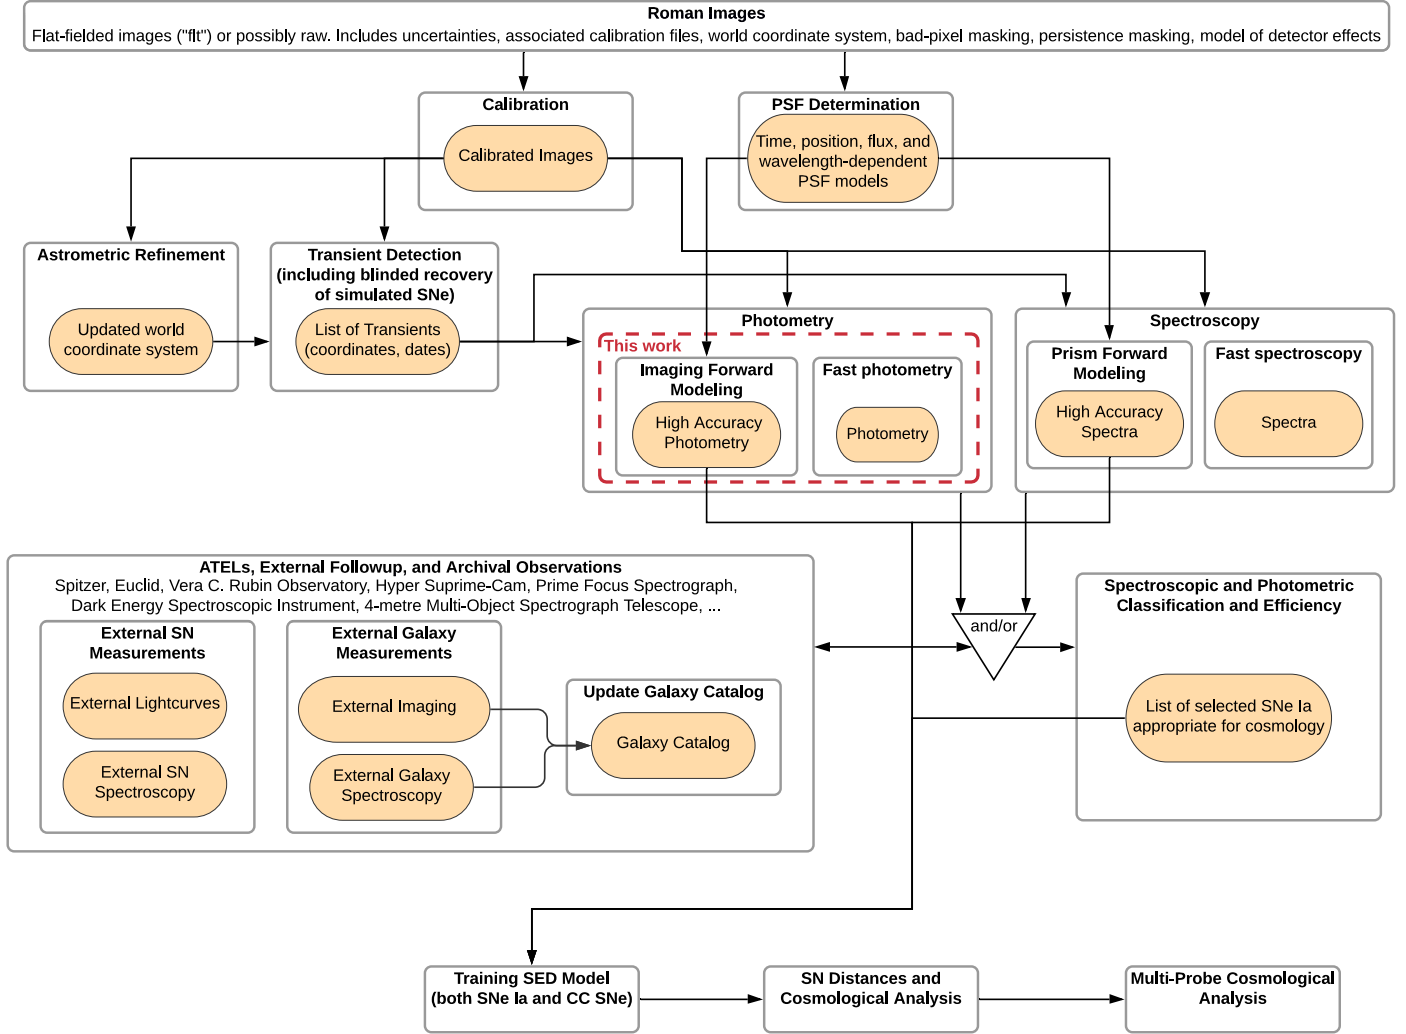 Roman Images
Flat-fielded images ("flt") or possibly raw. Includes uncertainties, associated calibration files, world coordinate system, bad-pixel masking, persistence masking, model of detector effects
Calibration
Calibrated Images
PSF Determination
Time, position, flux, and
wavelength-dependent
PSF models
Astrometric Refinement
Updated world
coordinate system
Transient Detection
(including blinded recovery
of simulated SNe)
List of Transients
(coordinates, dates)
Photometry
This work
Imaging Forward
Modeling
High Accuracy
Photometry
Fast photometry
Photometry
Spectroscopy
Prism Forward
Modeling
High Accuracy
Spectra
Fast spectroscopy
Spectra
ATELs, External Followup, and Archival Observations
Spitzer, Euclid, Vera C. Rubin Observatory, Hyper Suprime-Cam, Prime Focus Spectrograph,
Dark Energy Spectroscopic Instrument, 4-metre Multi-Object Spectrograph Telescope, ...
External SN
Measurements
External Lightcurves
External SN
Spectroscopy
External Galaxy
Measurements
External Imaging
External Galaxy
Spectroscopy
Update Galaxy Catalog
Galaxy Catalog
and/or
Spectroscopic and Photometric
Classification and Efficiency
List of selected SNe Ia
appropriate for cosmology
Training SED Model
(both SNe Ia and CC SNe)
SN Distances and
Cosmological Analysis
Multi-Probe Cosmological
Analysis